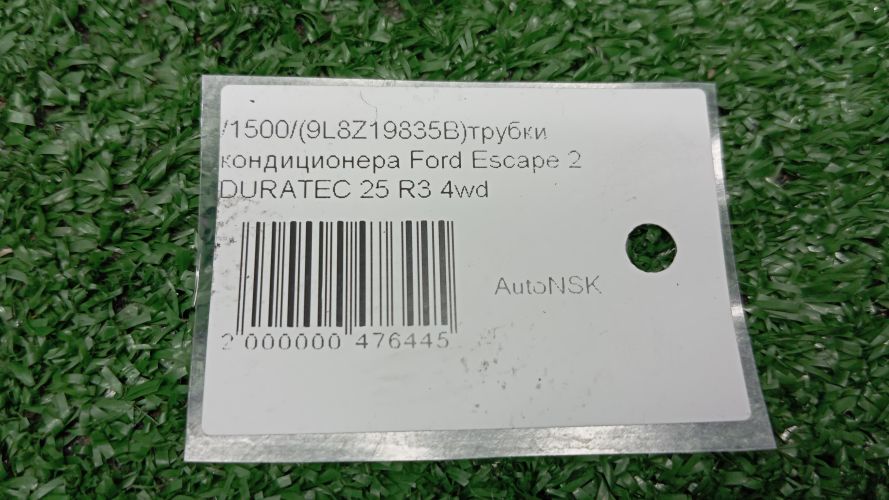 /1500/(9L8Z19835B)трубки
кондиционера Ford Escape 2
DURATEC 25 R3 4wd
AutoNSK
2 000000 476445